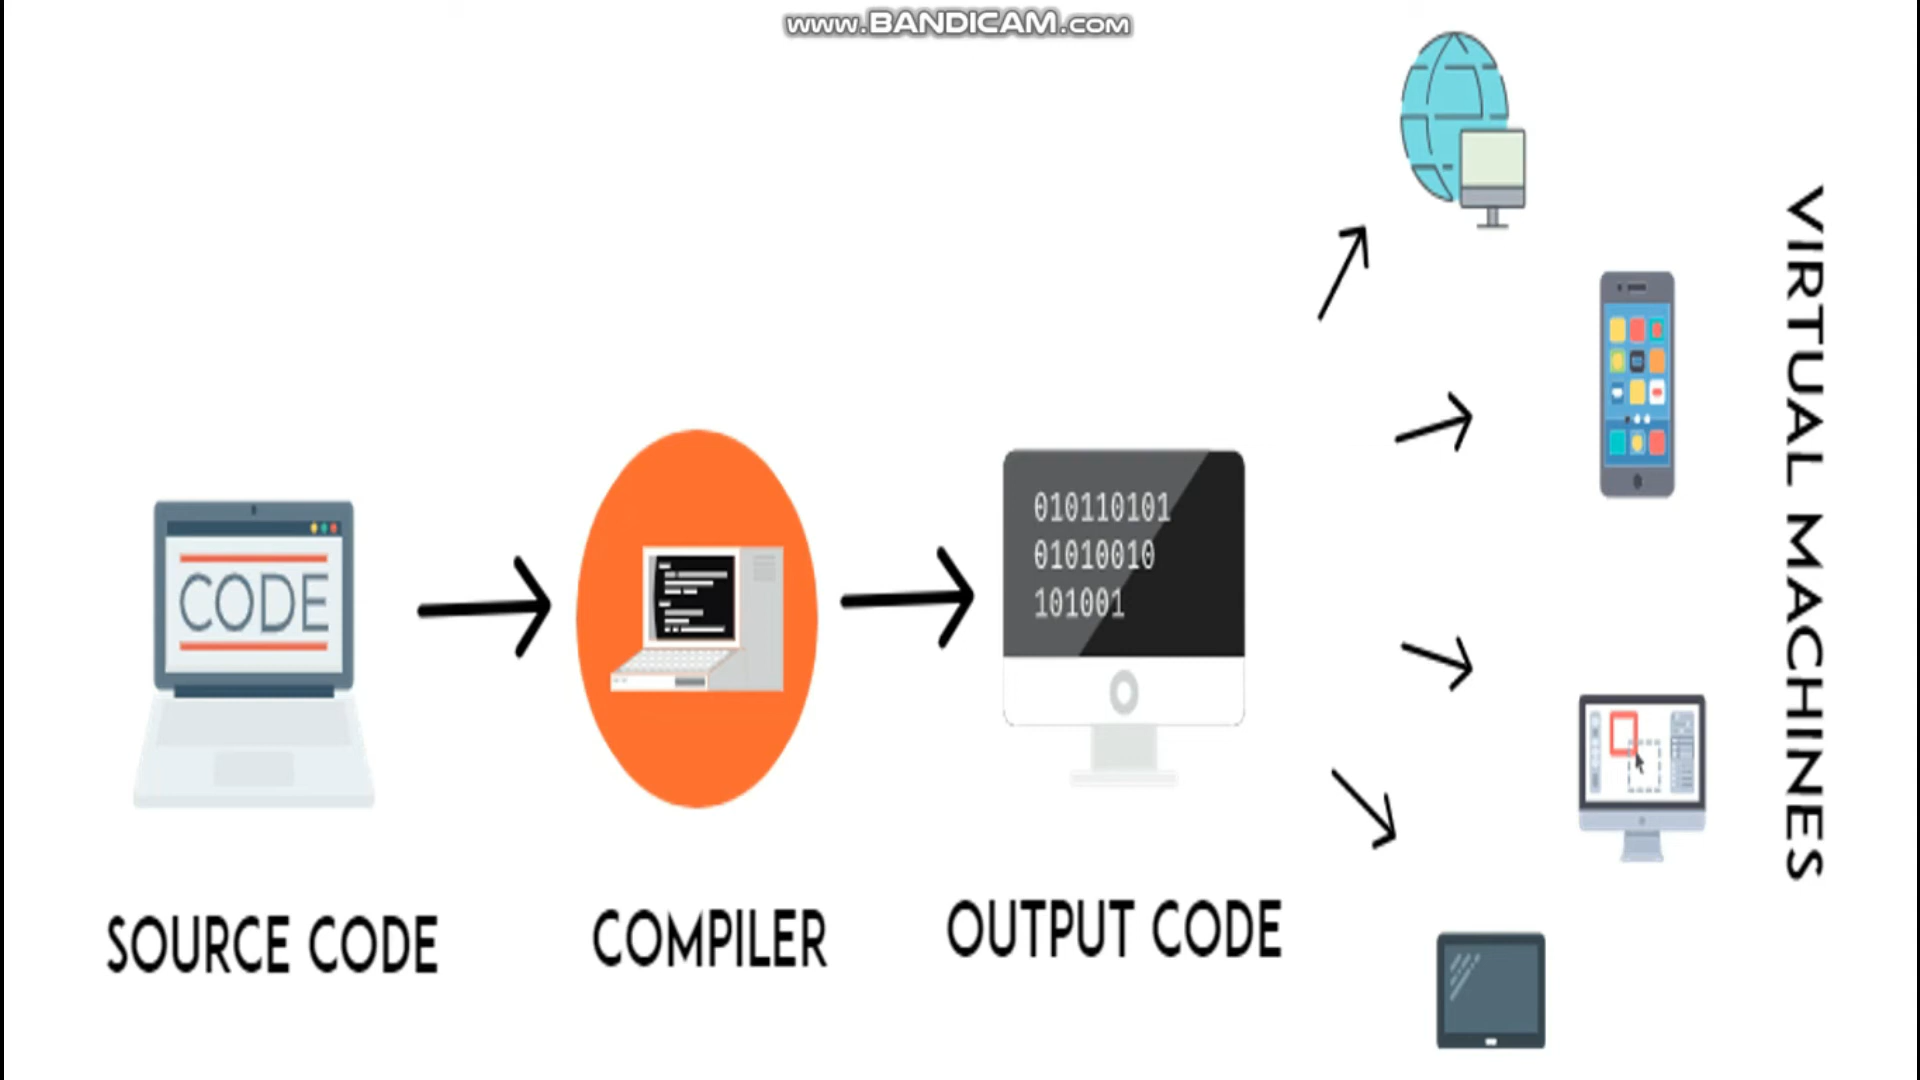 www.BANDICAM.com
CODE
010110101
01010010
101001
SOURCE CODE
COMPILER
OUTPUT CODE
VIRTUAL MACHINES